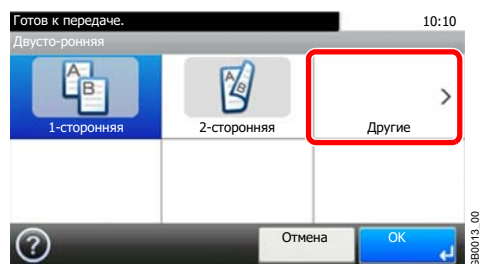 Готов к передаче. 10:10
Двусто-ронняя
A
B
1-сторонняя
A
B
2-сторонняя
Другие
?
Отмена
OK
GB0013_00